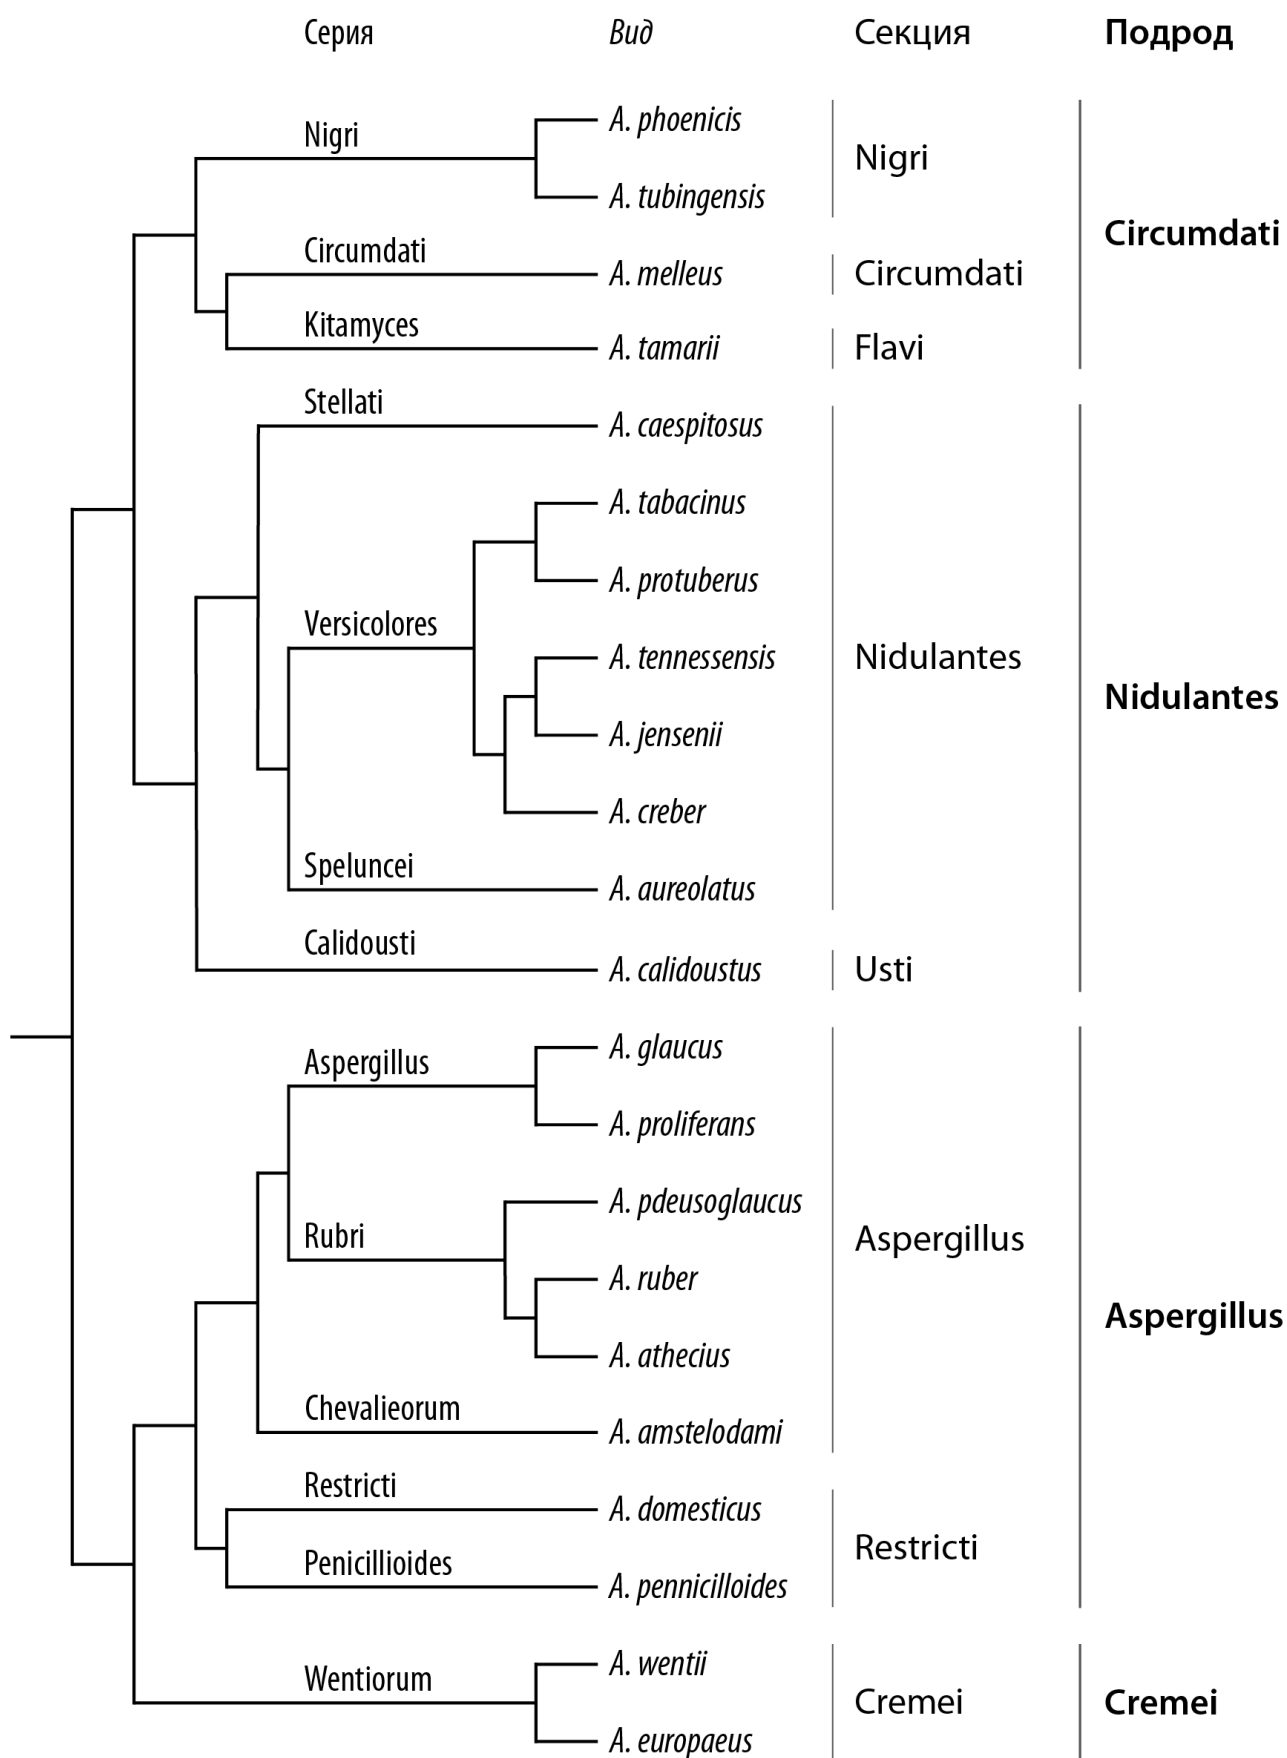 Серия Вид Секция Подрод
A. phoenicis
Nigri
Nigri
A. tubingensis
Circumdati
Circumdati
A. melleus
Circumdati
Kitamyces
A. tamarii
Flavi
Stellati
A. caespitosus
A. tabacinus
A. protuberus
Versicolores
A. tennessensis
Nidulantes
Nidulantes
A. jensenii
A. creber
Speluncei
A. aureolatus
Calidousti
A. calidoustus
Usti
A. glaucus
Aspergillus
A. proliferans
A. pdeusoglaucus
Rubri
Aspergillus
A. ruber
Aspergillus
A. athecius
Chevalieorum
A. amstelodami
Restricti
A. domesticus
Restricti
Penicillioides
A. pennicilloides
A. wentii
Wentiorum
Cremei
Cremei
A. europaeus